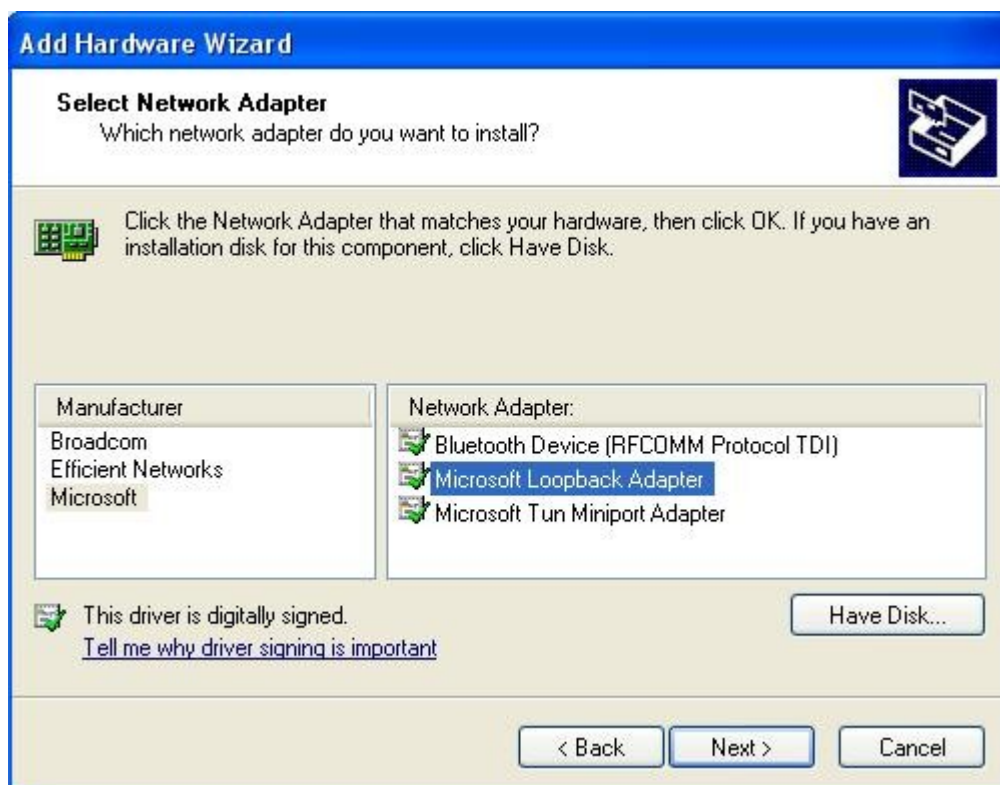 Add Hardware Wizard
Select Network Adapter
Which network adapter do you want to install?
Click the Network Adapter that matches your hardware, then click OK. If you have an
installation disk for this component, click Have Disk.
Manufacturer
Broadcom
Efficient Networks
Microsoft
Network Adapter:
Bluetooth Device (RFCOMM Protocol TDI)
Microsoft Loopback Adapter
Microsoft Tun Miniport Adapter
This driver is digitally signed.
Tell me why driver signing is important
Have Disk...
< Back
Next >
Cancel